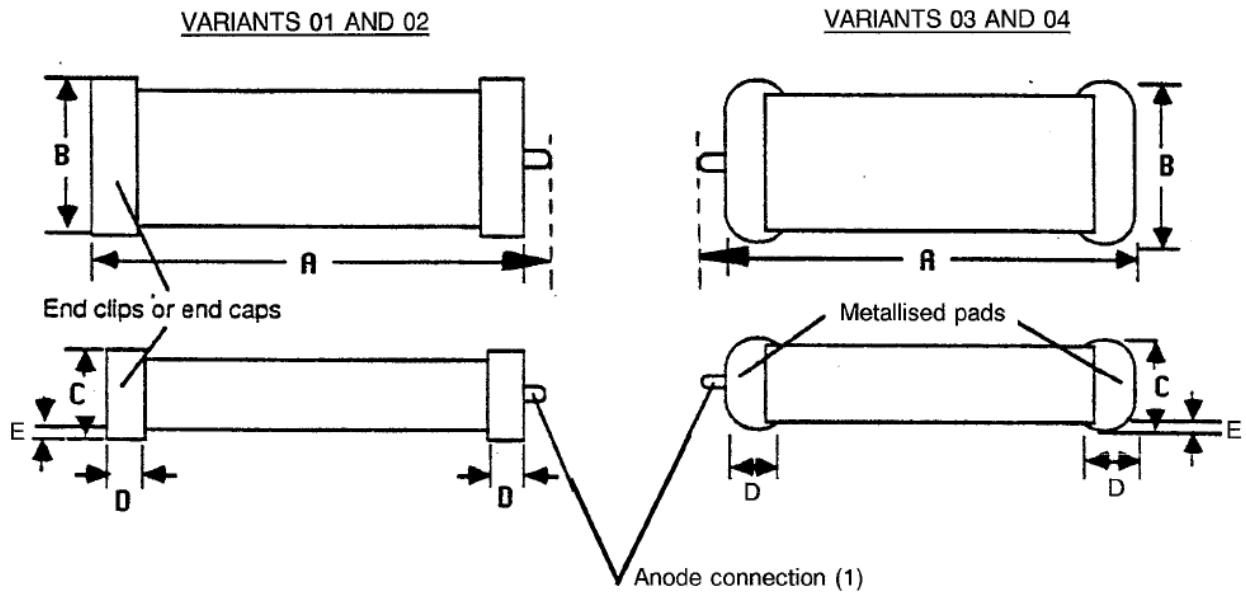 VARIANTS 01 AND 02
VARIANTS 03 AND 04
B
B
A
A
End clips or end caps
Metallised pads
C
C
E
E
D
D
D
D
Anode connection (1)